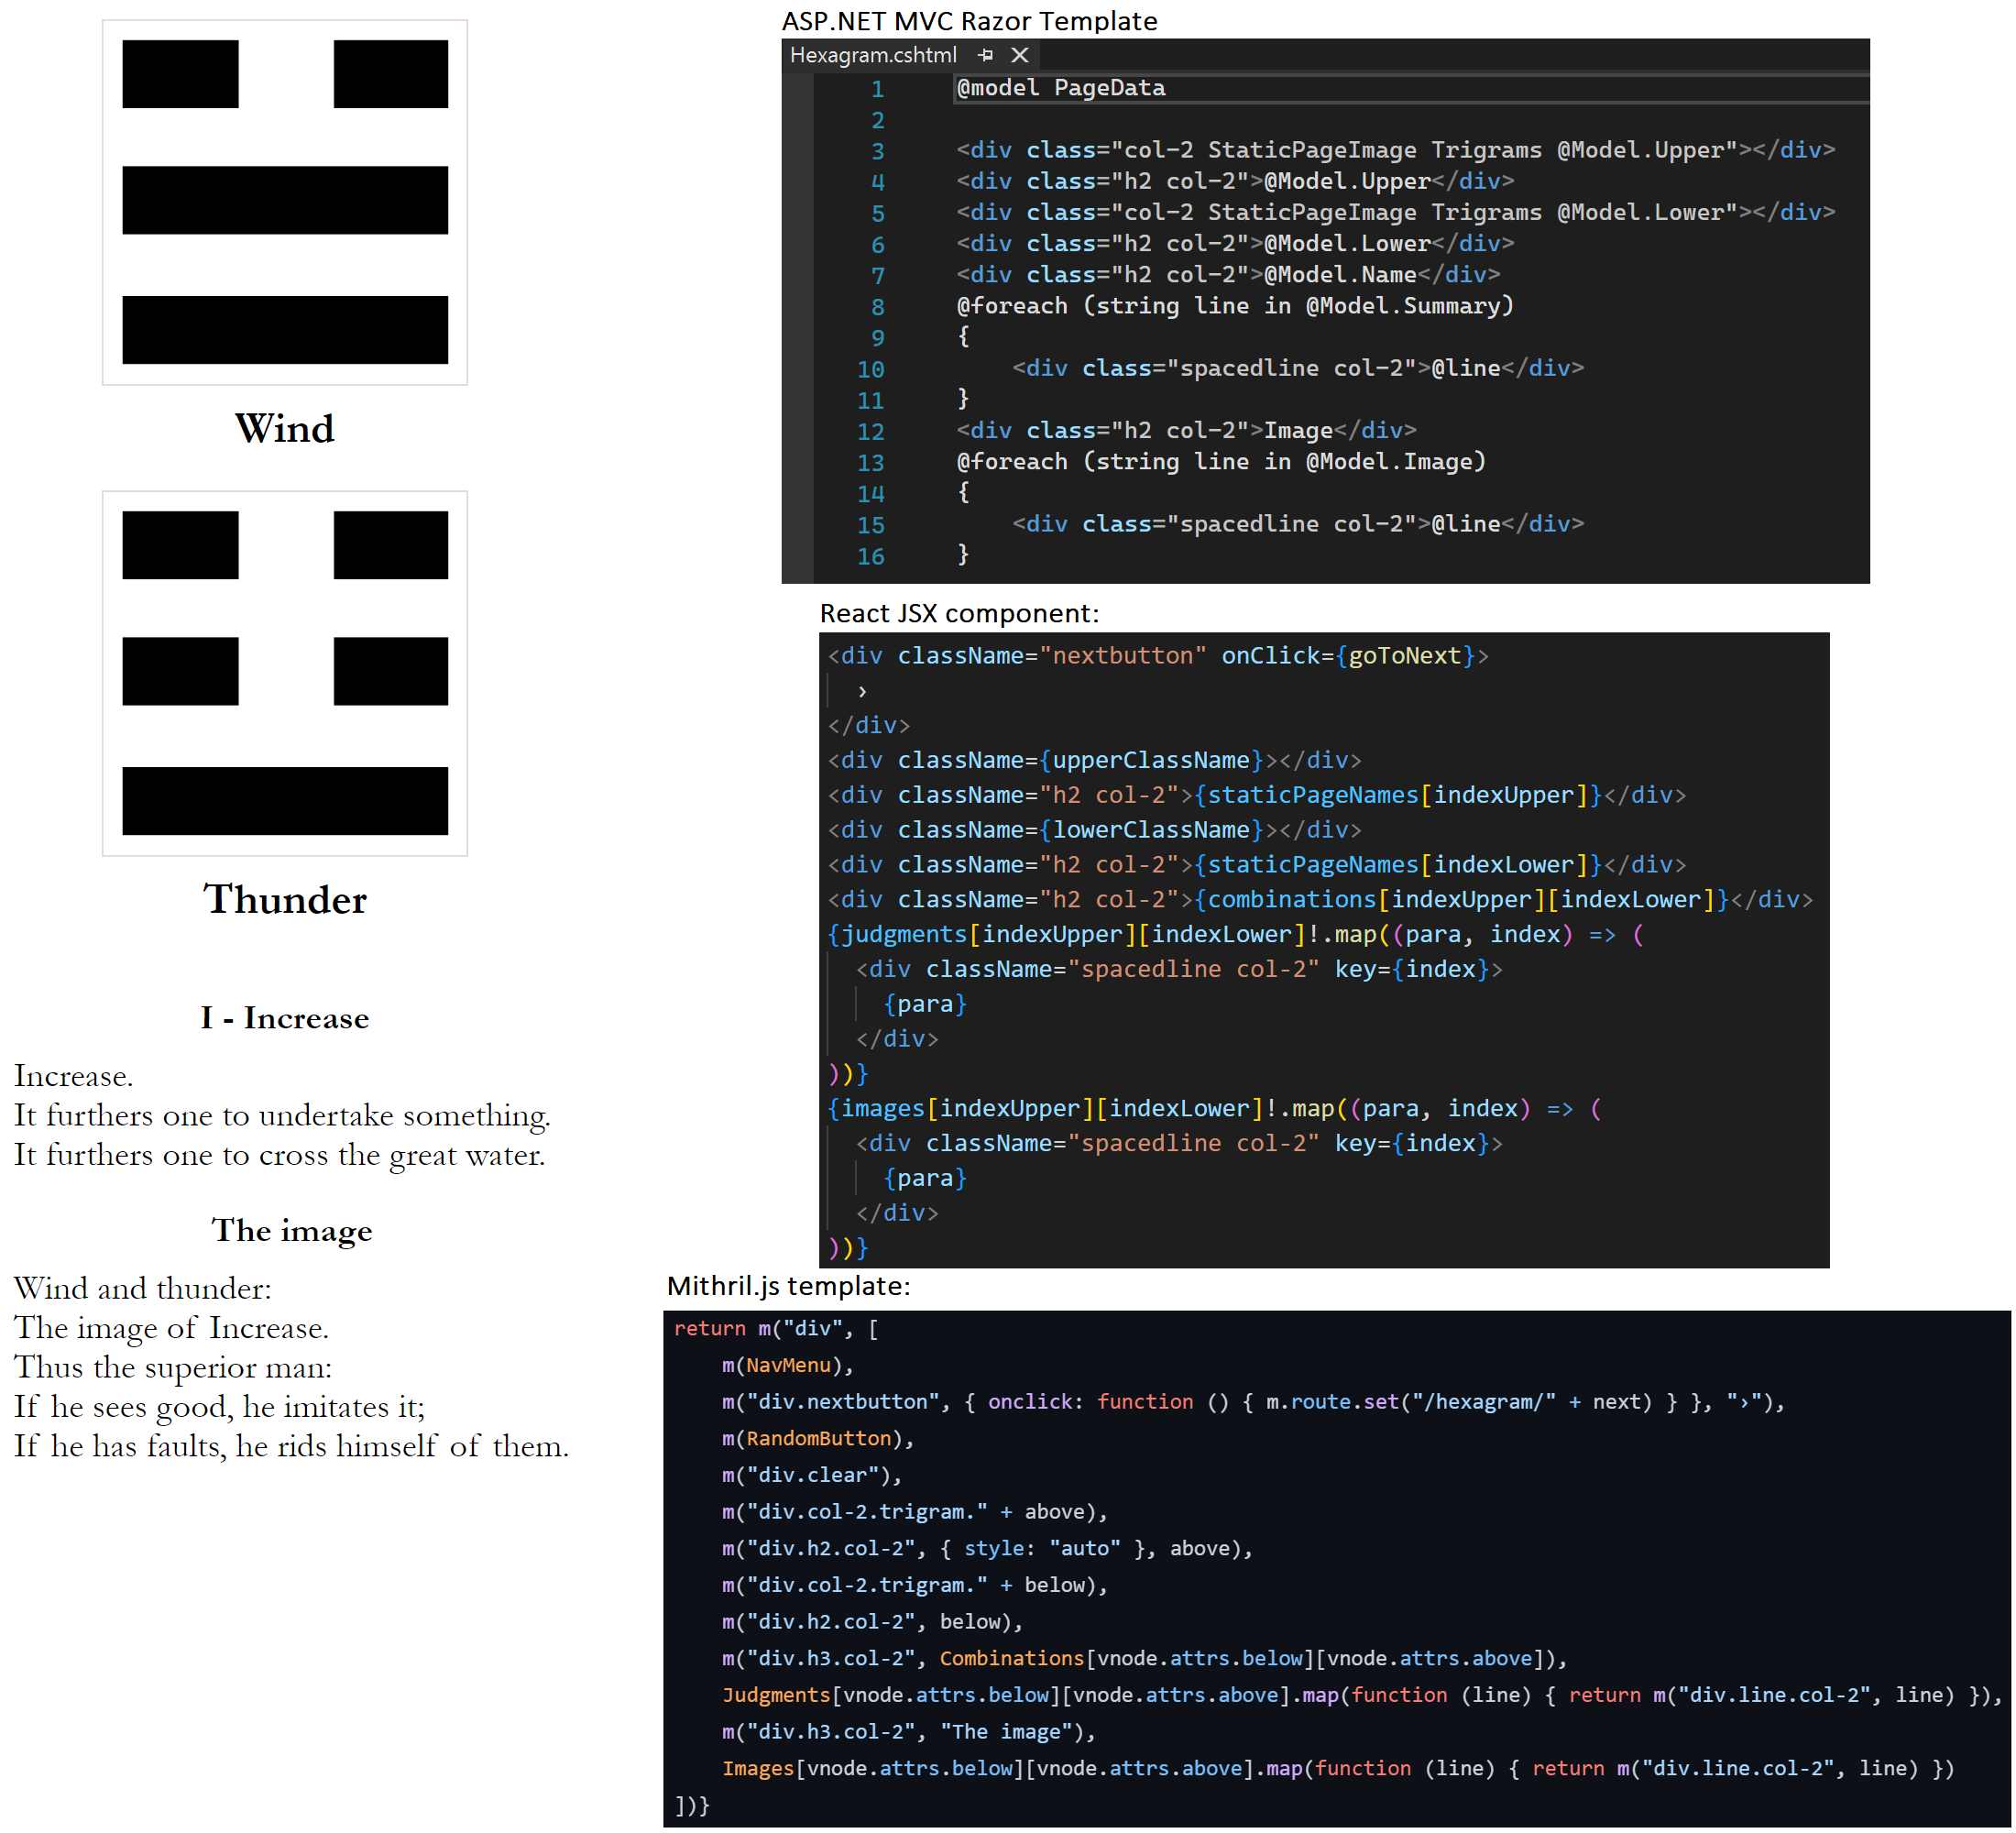 Wind
Thunder
I - Increase
Increase.
It furthers one to undertake something.
It furthers one to cross the great water.
The image
Wind and thunder:
The image of Increase.
Thus the superior man:
If he sees good, he imitates it;
If he has faults, he rids himself of them.
ASP.NET MVC Razor Template
Hexagram.cshtml
1 @model PageData
2
3 <div class="col-2 StaticPageImage Trigrams @Model.Upper"></div>
4 <div class="h2 col-2">@Model.Upper</div>
5 <div class="col-2 StaticPageImage Trigrams @Model.Lower"></div>
6 <div class="h2 col-2">@Model.Lower</div>
7 <div class="h2 col-2">@Model.Name</div>
8 @foreach (string line in @Model.Summary)
9 {
10     <div class="spacedline col-2">@line</div>
11 }
12 <div class="h2 col-2">Image</div>
13 @foreach (string line in @Model.Image)
14 {
15     <div class="spacedline col-2">@line</div>
16 }
React JSX component:
<div className="nextbutton" onClick={goToNext}>
  ›
</div>
<div className={upperClassName}></div>
<div className="h2 col-2">{staticPageNames[indexUpper]}</div>
<div className={lowerClassName}></div>
<div className="h2 col-2">{staticPageNames[indexLower]}</div>
<div className="h2 col-2">{combinations[indexUpper][indexLower]}</div>
{judgments[indexUpper][indexLower]!.map((para, index) => (
  <div className="spacedline col-2" key={index}>
    {para}
  </div>
))}
{images[indexUpper][indexLower]!.map((para, index) => (
  <div className="spacedline col-2" key={index}>
    {para}
  </div>
))}
Mithril.js template:
return m("div", [
    m(NavMenu),
    m("div.nextbutton", { onclick: function () { m.route.set("/hexagram/" + next) } }, "›"),
    m(RandomButton),
    m("div.clear"),
    m("div.col-2.trigram." + above),
    m("div.h2.col-2", { style: "auto" }, above),
    m("div.col-2.trigram." + below),
    m("div.h2.col-2", below),
    m("div.h3.col-2", Combinations[vnode.attrs.below][vnode.attrs.above]),
    Judgments[vnode.attrs.below][vnode.attrs.above].map(function (line) { return m("div.line.col-2", line) }),
    m("div.h3.col-2", "The image"),
    Images[vnode.attrs.below][vnode.attrs.above].map(function (line) { return m("div.line.col-2", line) })
])}